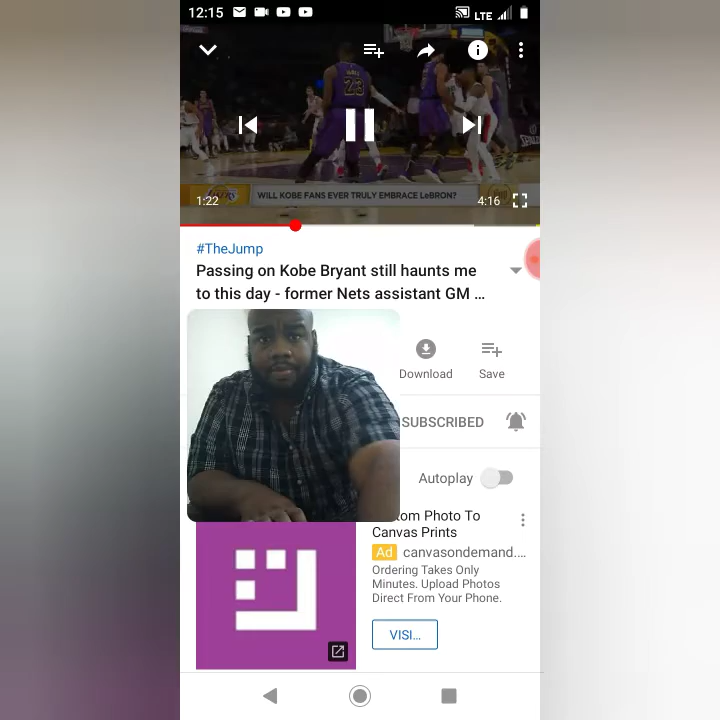 12:15
LTE
23
WILL KOBE FANS EVER TRULY EMBRACE LeBRON?
1:22
4:16
#TheJump
Passing on Kobe Bryant still haunts me
to this day - former Nets assistant GM ...
Download
Save
SUBSCRIBED
Autoplay
tom Photo To
Canvas Prints
Ad canvasondemand....
Ordering Takes Only
Minutes. Upload Photos
Direct From Your Phone.
VISI...